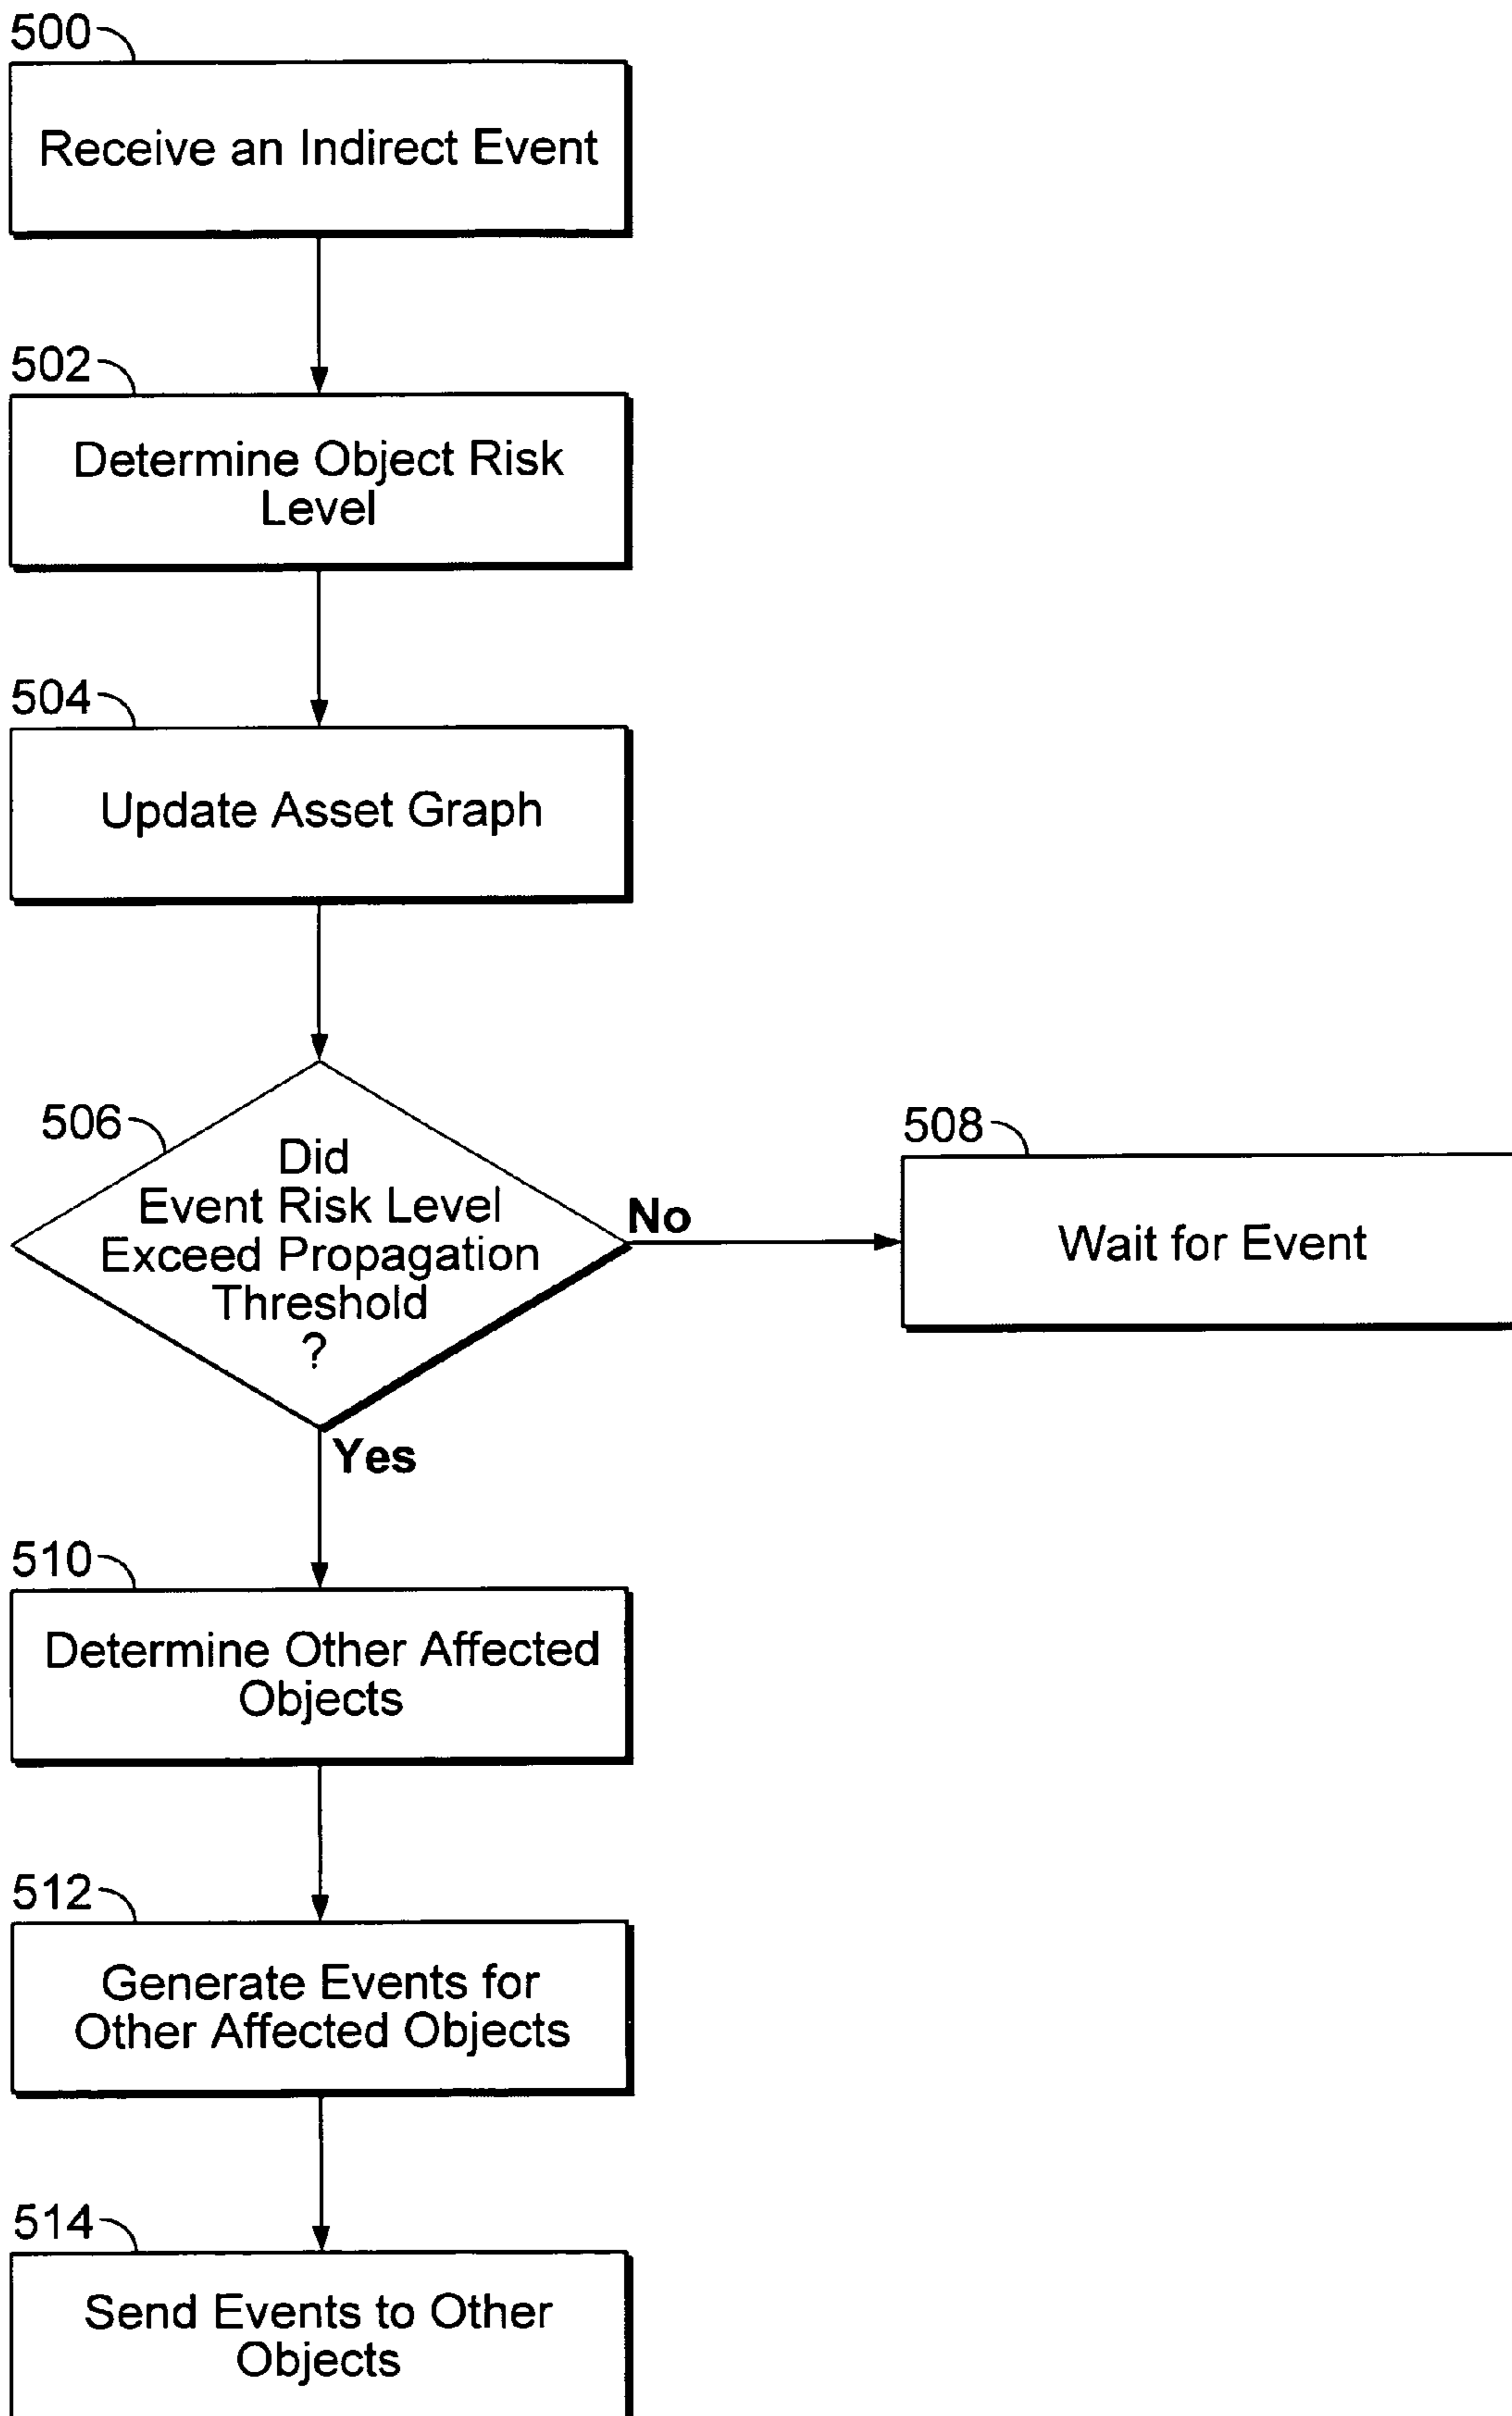 500
Receive an Indirect Event
502
Determine Object Risk
Level
504
Update Asset Graph
506
Did
Event Risk Level
Exceed Propagation
Threshold
?
No
508
Wait for Event
Yes
510
Determine Other Affected
Objects
512
Generate Events for
Other Affected Objects
514
Send Events to Other
Objects